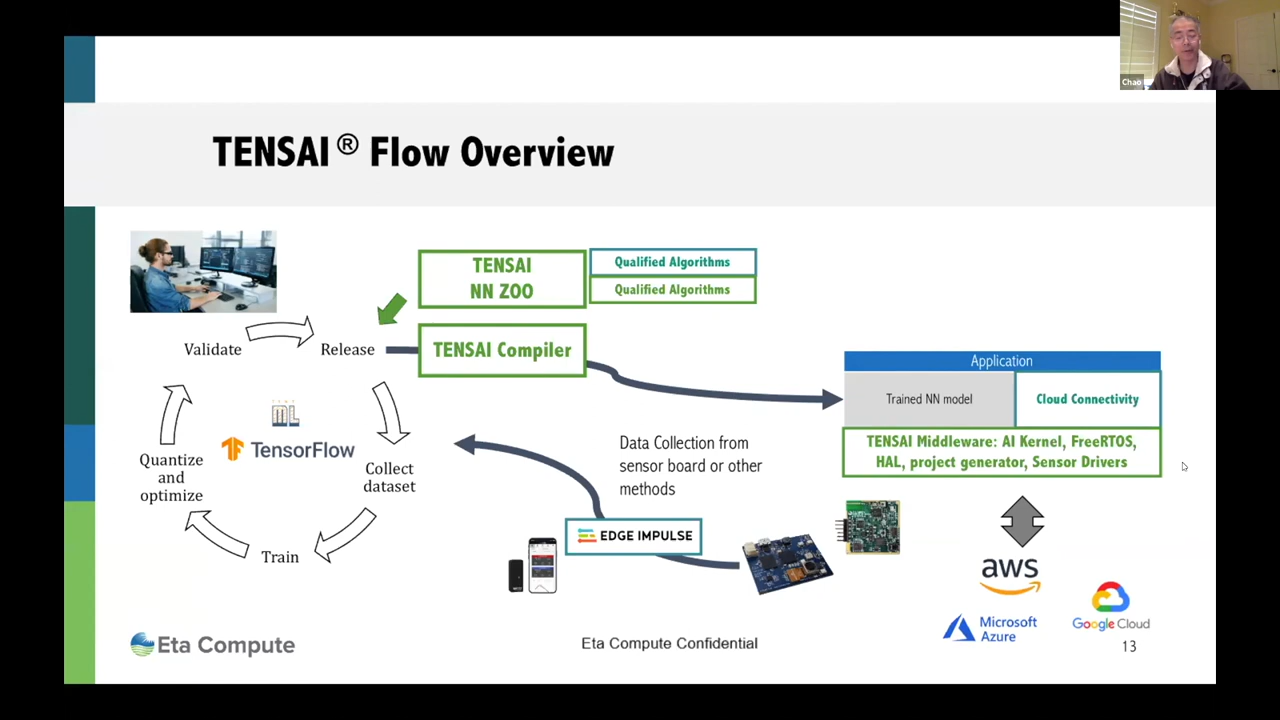 Chao
TENSAI® Flow Overview
TENSAI
NN ZOO
Qualified Algorithms
Qualified Algorithms
TENSAI Compiler
Validate
Release
Collect
dataset
Train
Quantize
and
optimize
ML
TensorFlow
Data Collection from
sensor board or other
methods
EDGE IMPULSE
Application
Trained NN model
Cloud Connectivity
TENSAI Middleware: AI Kernel, FreeRTOS,
HAL, project generator, Sensor Drivers
aws
Microsoft
Azure
Google Cloud
Eta Compute
Eta Compute Confidential
13